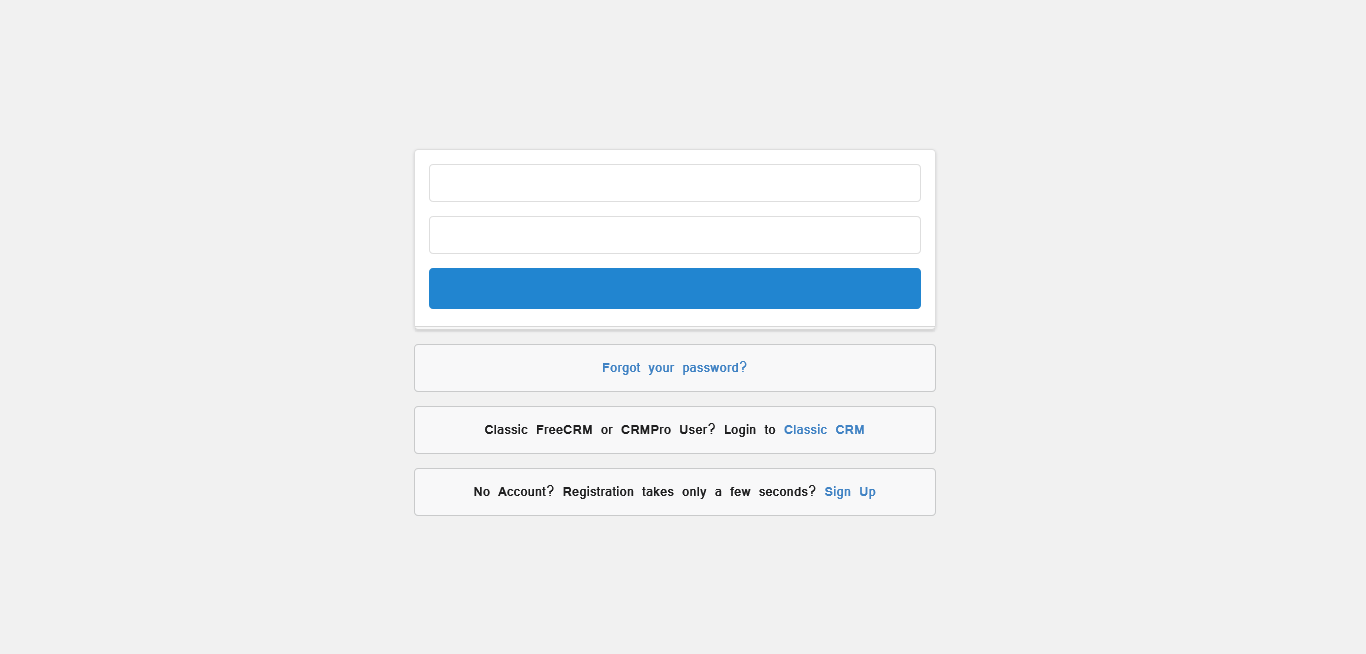 Forgot your password?
Classic FreeCRM or CRMPro User? Login to Classic CRM
No Account? Registration takes only a few seconds? Sign Up